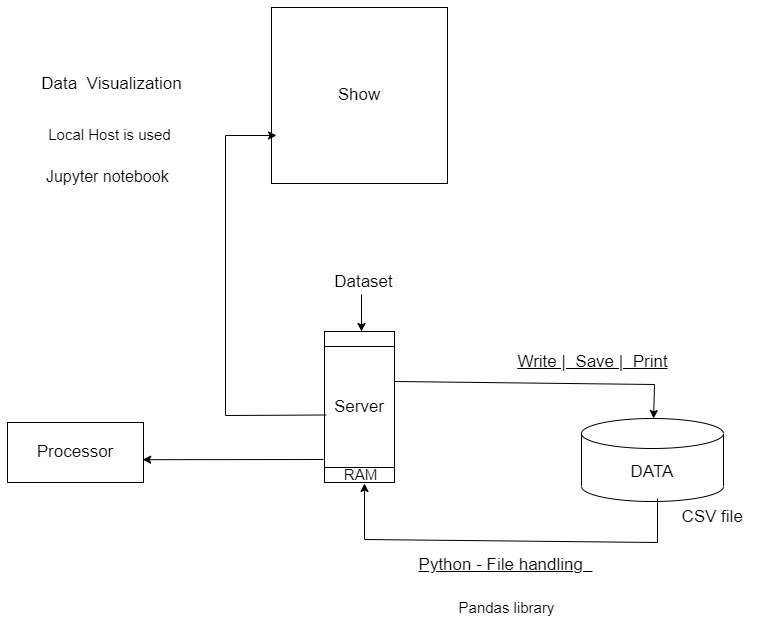 Show
Data  Visualization
Local Host is used
Jupyter notebook
Dataset
Write |  Save |  Print
Server
Processor
RAM
DATA
CSV file
Python - File handling
Pandas library